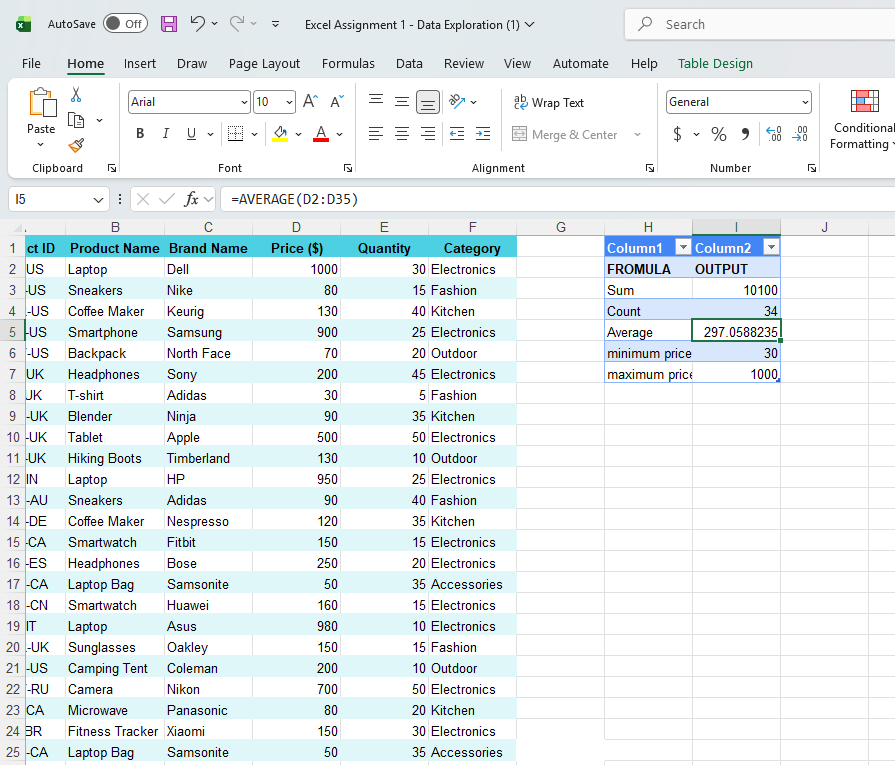 AutoSave Off Excel Assignment 1 - Data Exploration (1) Search
File Home Insert Draw Page Layout Formulas Data Review View Automate Help Table Design
Paste Arial 10 A A ab Wrap Text General Conditional
B I U A Merge & Center $ % Formatting
Clipboard Font Alignment Number
I5 fx =AVERAGE(D2:D35)
B C D E F G H I J
1 ct ID Product Name Brand Name Price ($) Quantity Category Column1 Column2
2 US Laptop Dell 1000 30 Electronics FROMULA OUTPUT
3 -US Sneakers Nike 80 15 Fashion Sum 10100
4 -US Coffee Maker Keurig 130 40 Kitchen Count 34
5 -US Smartphone Samsung 900 25 Electronics Average 297.0588235
6 -US Backpack North Face 70 20 Outdoor minimum price 30
7 UK Headphones Sony 200 45 Electronics maximum price 1000
8 UK T-shirt Adidas 30 5 Fashion
9 -UK Blender Ninja 90 35 Kitchen
10 -UK Tablet Apple 500 50 Electronics
11 -UK Hiking Boots Timberland 130 10 Outdoor
12 IN Laptop HP 950 25 Electronics
13 -AU Sneakers Adidas 90 40 Fashion
14 -DE Coffee Maker Nespresso 120 35 Kitchen
15 -CA Smartwatch Fitbit 150 15 Electronics
16 -ES Headphones Bose 250 20 Electronics
17 -CA Laptop Bag Samsonite 50 35 Accessories
18 -CN Smartwatch Huawei 160 15 Electronics
19 IT Laptop Asus 980 10 Electronics
20 -UK Sunglasses Oakley 150 15 Fashion
21 -US Camping Tent Coleman 200 10 Outdoor
22 -RU Camera Nikon 700 50 Electronics
23 CA Microwave Panasonic 80 20 Kitchen
24 BR Fitness Tracker Xiaomi 150 30 Electronics
25 -CA Laptop Bag Samsonite 50 35 Accessories